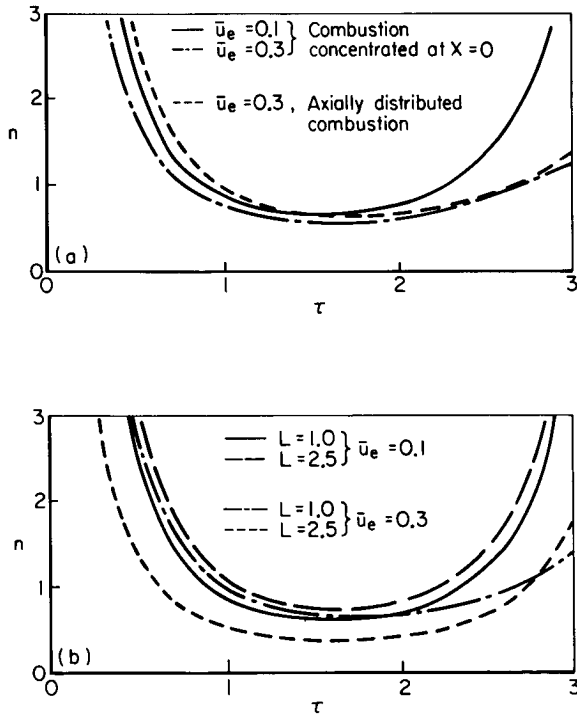 3
ūe = 0.1 } Combustion
ūe = 0.3 } concentrated at X = 0
2
ūe = 0.3 , Axially distributed
combustion
n
1
(a)
0
0 1 2 3
τ
3
L = 1.0
L = 2.5 } ūe = 0.1
2
L = 1.0
L = 2.5 } ūe = 0.3
n
1
(b)
0
0 1 2 3
τ